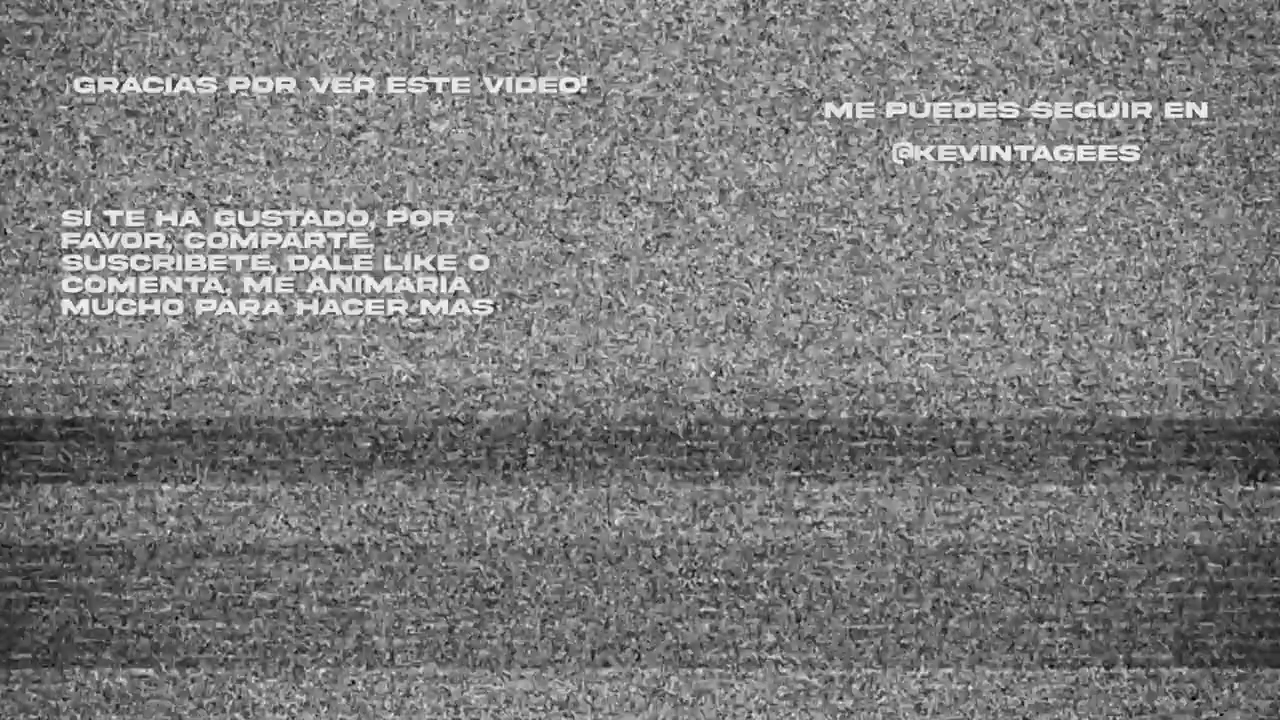 ¡GRACIAS POR VER ESTE VIDEO!
ME PUEDES SEGUIR EN
@KEVINTAGEES
SI TE HA GUSTADO, POR
FAVOR, COMPARTE,
SUSCRIBETE, DALE LIKE O
COMENTA, ME ANIMARIA
MUCHO PARA HACER MAS